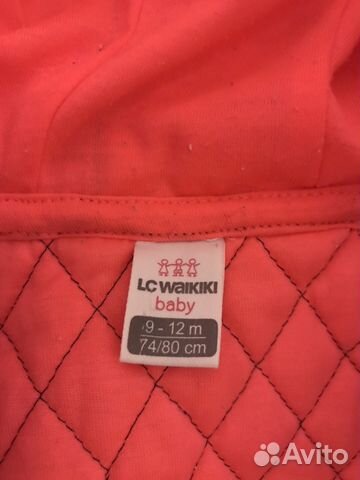 LC WAIKIKI
baby
9 - 12 m
74/80 cm
Avito